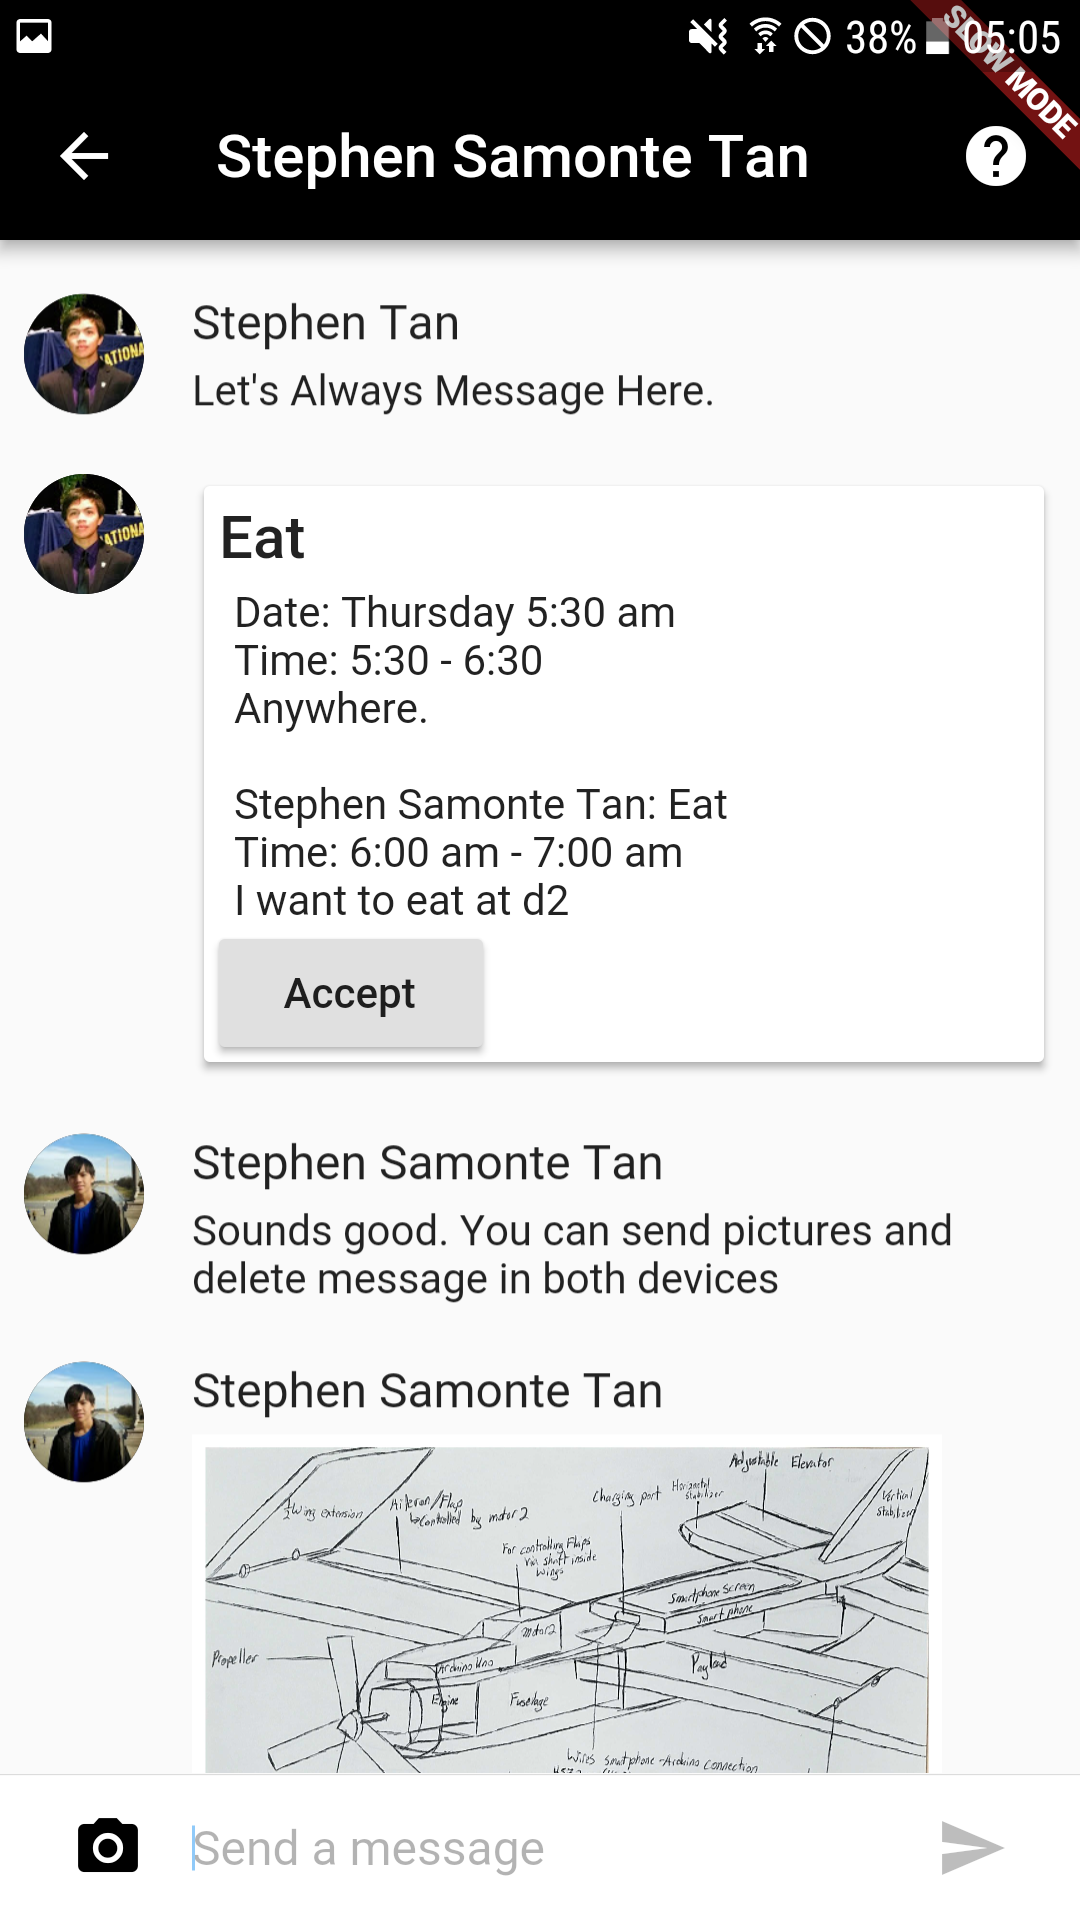 38% 05:05
SLOW MODE
Stephen Samonte Tan
Stephen Tan
Let's Always Message Here.
Eat
Date: Thursday 5:30 am
Time: 5:30 - 6:30
Anywhere.
Stephen Samonte Tan: Eat
Time: 6:00 am - 7:00 am
I want to eat at d2
Accept
Stephen Samonte Tan
Sounds good. You can send pictures and
delete message in both devices
Stephen Samonte Tan
Adjustable Elevator
Horizontal
Stabilizer
Charging port
Vertical
Stabilizer
½ Wing extension
Aileron/Flap
Controlled by motor 2
For controlling Flaps
via shaft inside
wings
Smartphone Screen
Smart phone
motor2
Propeller
Arduino Uno
Payload
Engine
Fuselage
Wires Smartphone-Arduino Connection
Send a message